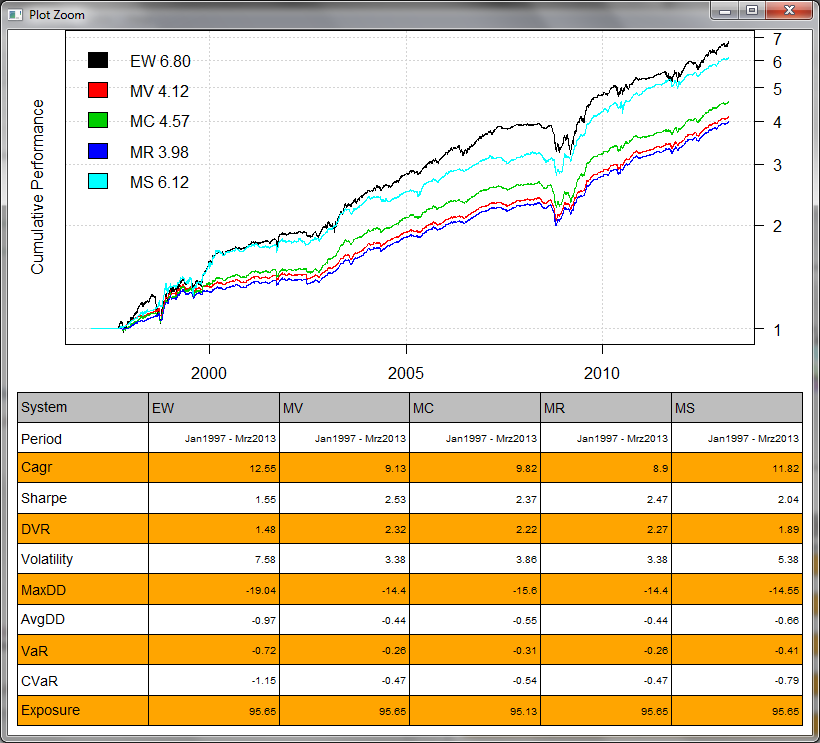 Plot Zoom
EW 6.80
MV 4.12
MC 4.57
MR 3.98
MS 6.12
Cumulative Performance
7
6
5
4
3
2
1
2000 2005 2010
System EW MV MC MR MS
Period Jan1997 - Mrz2013 Jan1997 - Mrz2013 Jan1997 - Mrz2013 Jan1997 - Mrz2013 Jan1997 - Mrz2013
Cagr 12.55 9.13 9.82 8.9 11.82
Sharpe 1.55 2.53 2.37 2.47 2.04
DVR 1.48 2.32 2.22 2.27 1.89
Volatility 7.58 3.38 3.86 3.38 5.38
MaxDD -19.04 -14.4 -15.6 -14.4 -14.55
AvgDD -0.97 -0.44 -0.55 -0.44 -0.66
VaR -0.72 -0.26 -0.31 -0.26 -0.41
CVaR -1.15 -0.47 -0.54 -0.47 -0.79
Exposure 95.65 95.65 95.13 95.65 95.65